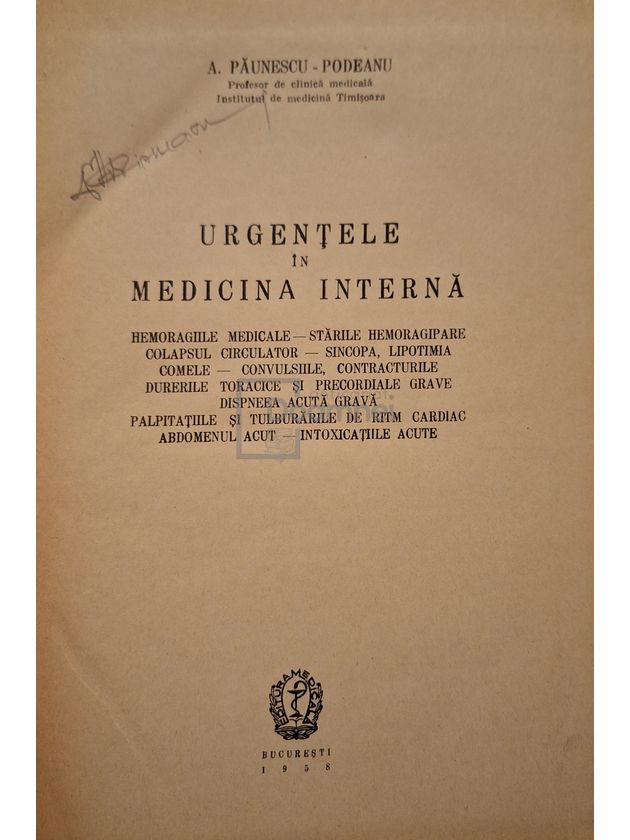 A. PĂUNESCU - PODEANU
Profesor de clinică medicală
Institutul de medicină Timişoara
URGENŢELE
ÎN
MEDICINA INTERNĂ
HEMORAGIILE MEDICALE — STĂRILE HEMORAGIPARE
COLAPSUL CIRCULATOR — SINCOPA, LIPOTIMIA
COMELE — CONVULSIILE, CONTRACTURILE
DURERILE TORACICE ŞI PRECORDIALE GRAVE
DISPNEEA ACUTĂ GRAVĂ
PALPITAŢIILE ŞI TULBURĂRILE DE RITM CARDIAC
ABDOMENUL ACUT — INTOXICAŢIILE ACUTE
EDITURA MEDICALĂ
BUCUREŞTI
1958